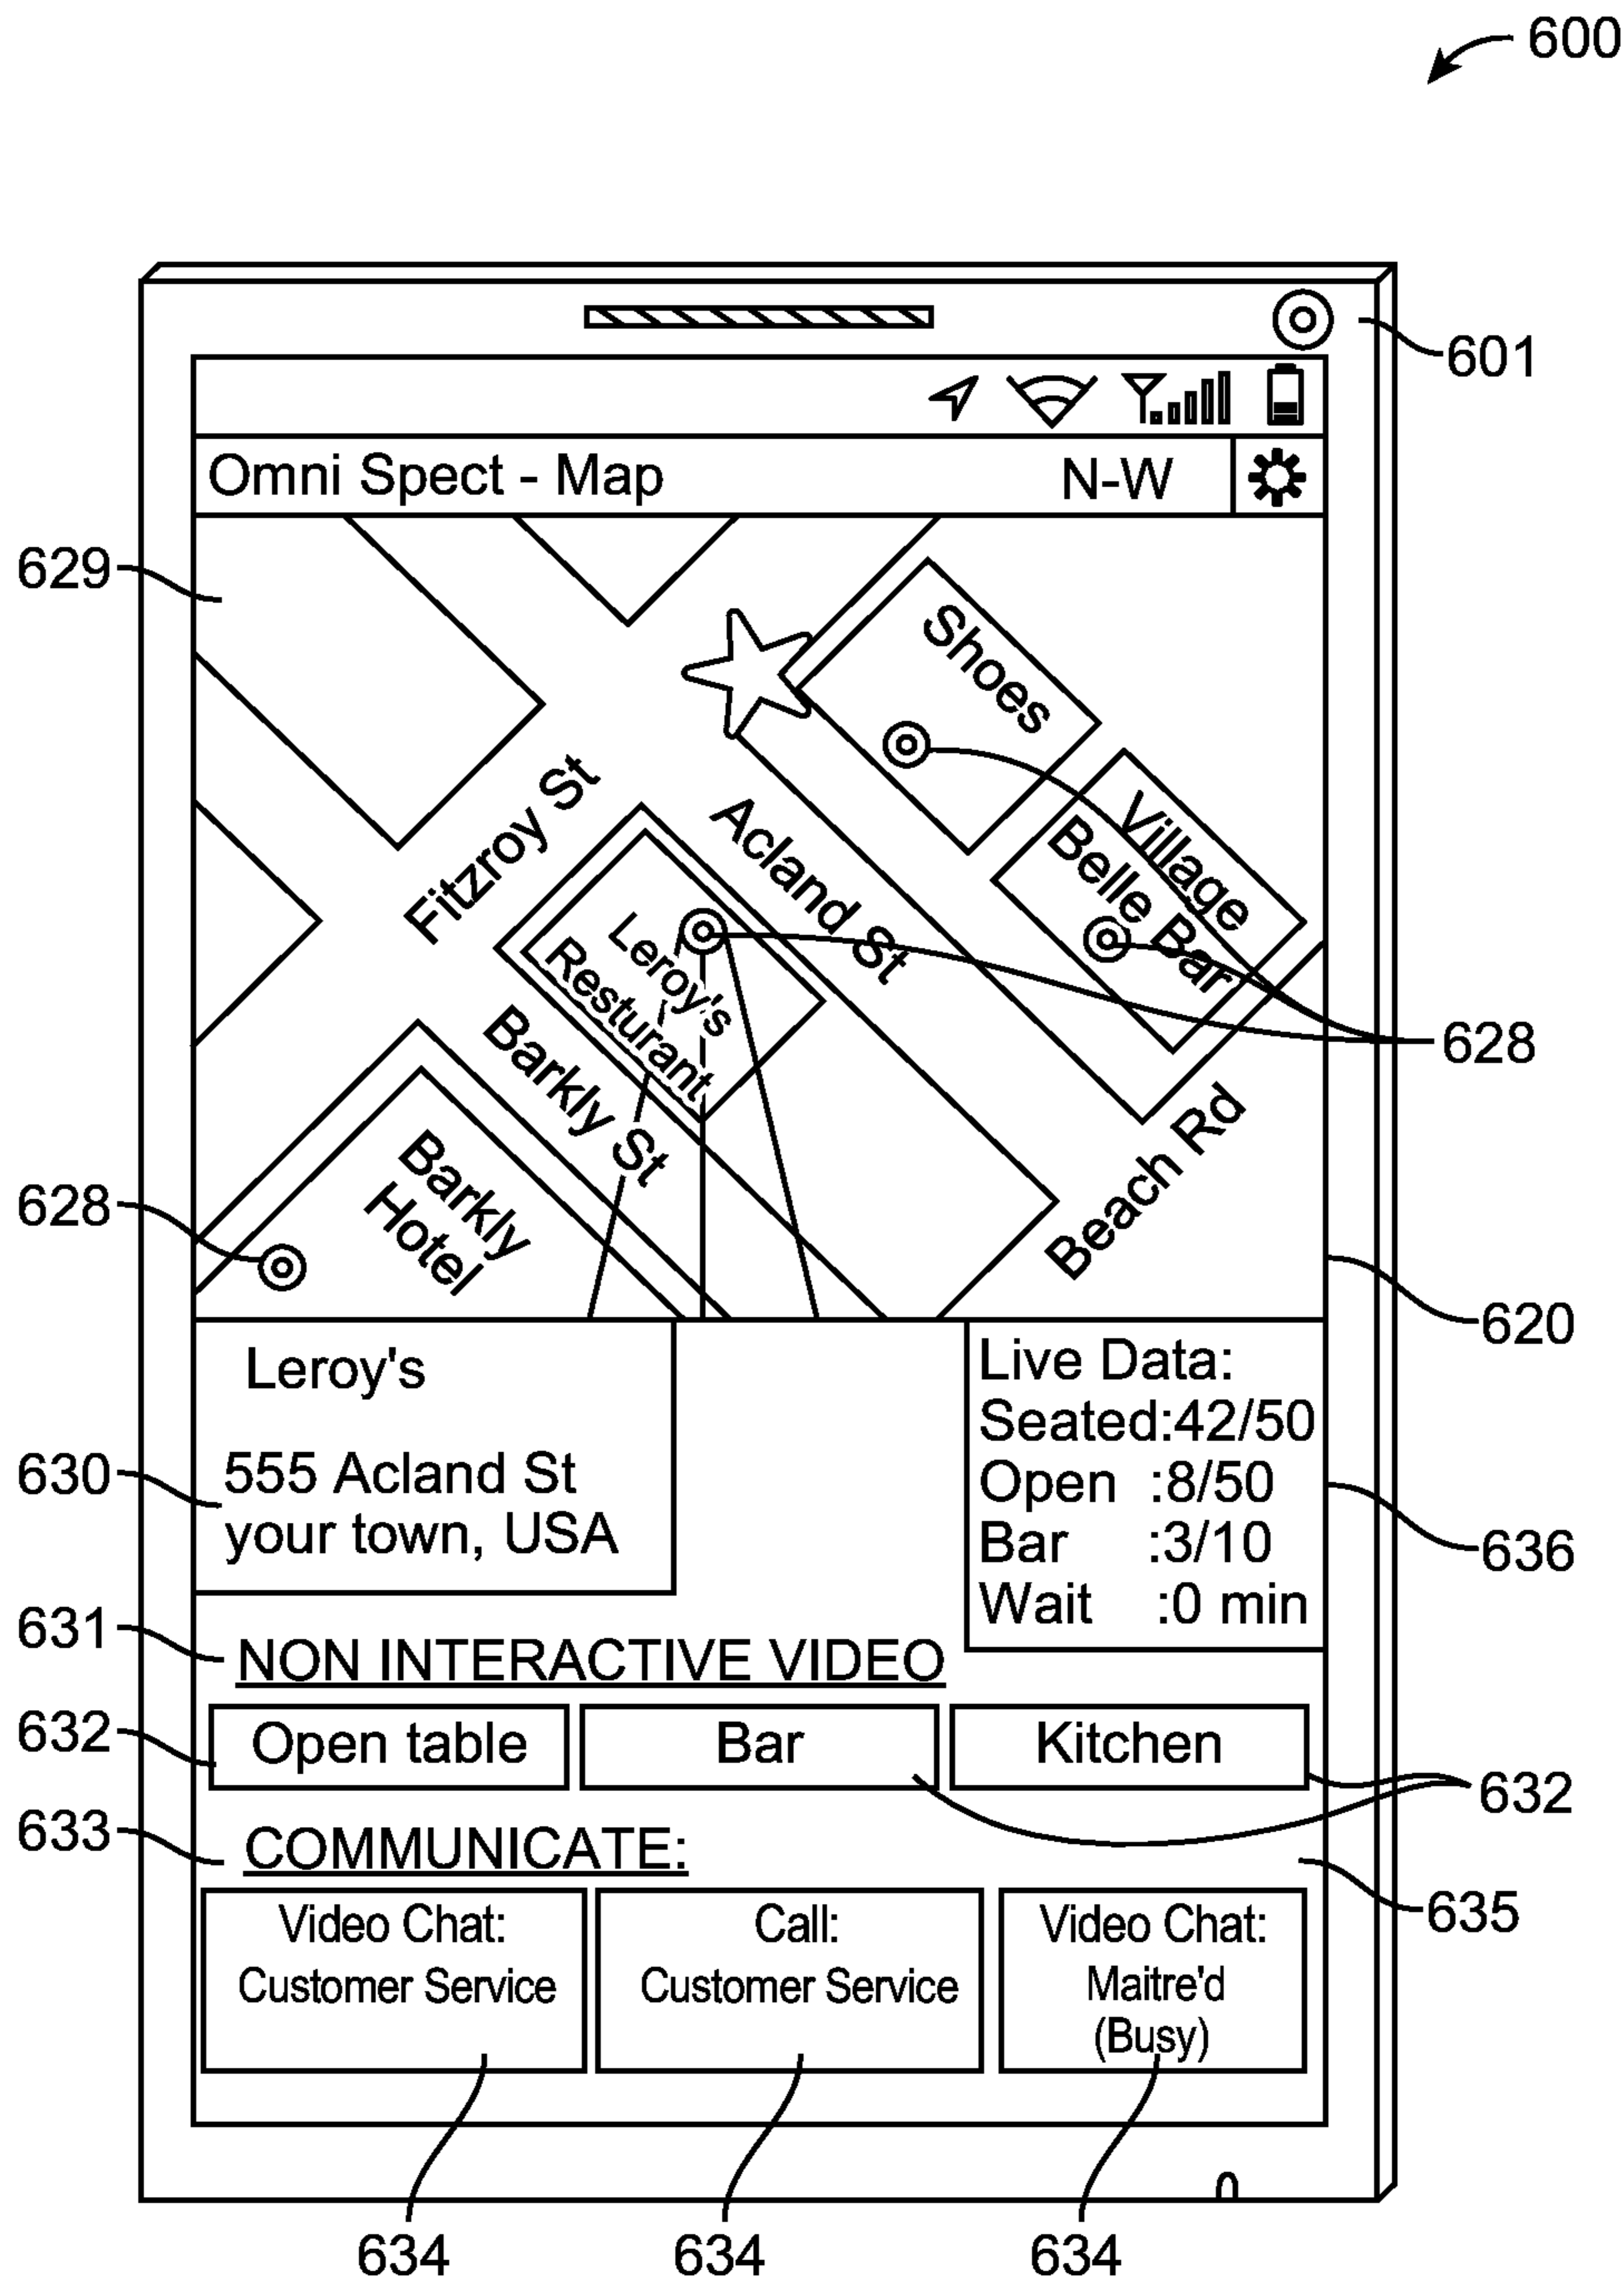 600
601
Omni Spect - Map
N-W
629
Shoes
Village
Belle Bar
Fitzroy St
Acland St
Leroy's
Resturant
628
Barkly St
Beach Rd
Barkly
Hotel
628
620
Leroy's
555 Acland St
your town, USA
630
Live Data:
Seated:42/50
Open :8/50
Bar :3/10
Wait :0 min
636
631
NON INTERACTIVE VIDEO
632
Open table
Bar
Kitchen
632
633
COMMUNICATE:
635
Video Chat:
Customer Service
Call:
Customer Service
Video Chat:
Maitre'd
(Busy)
634
634
634